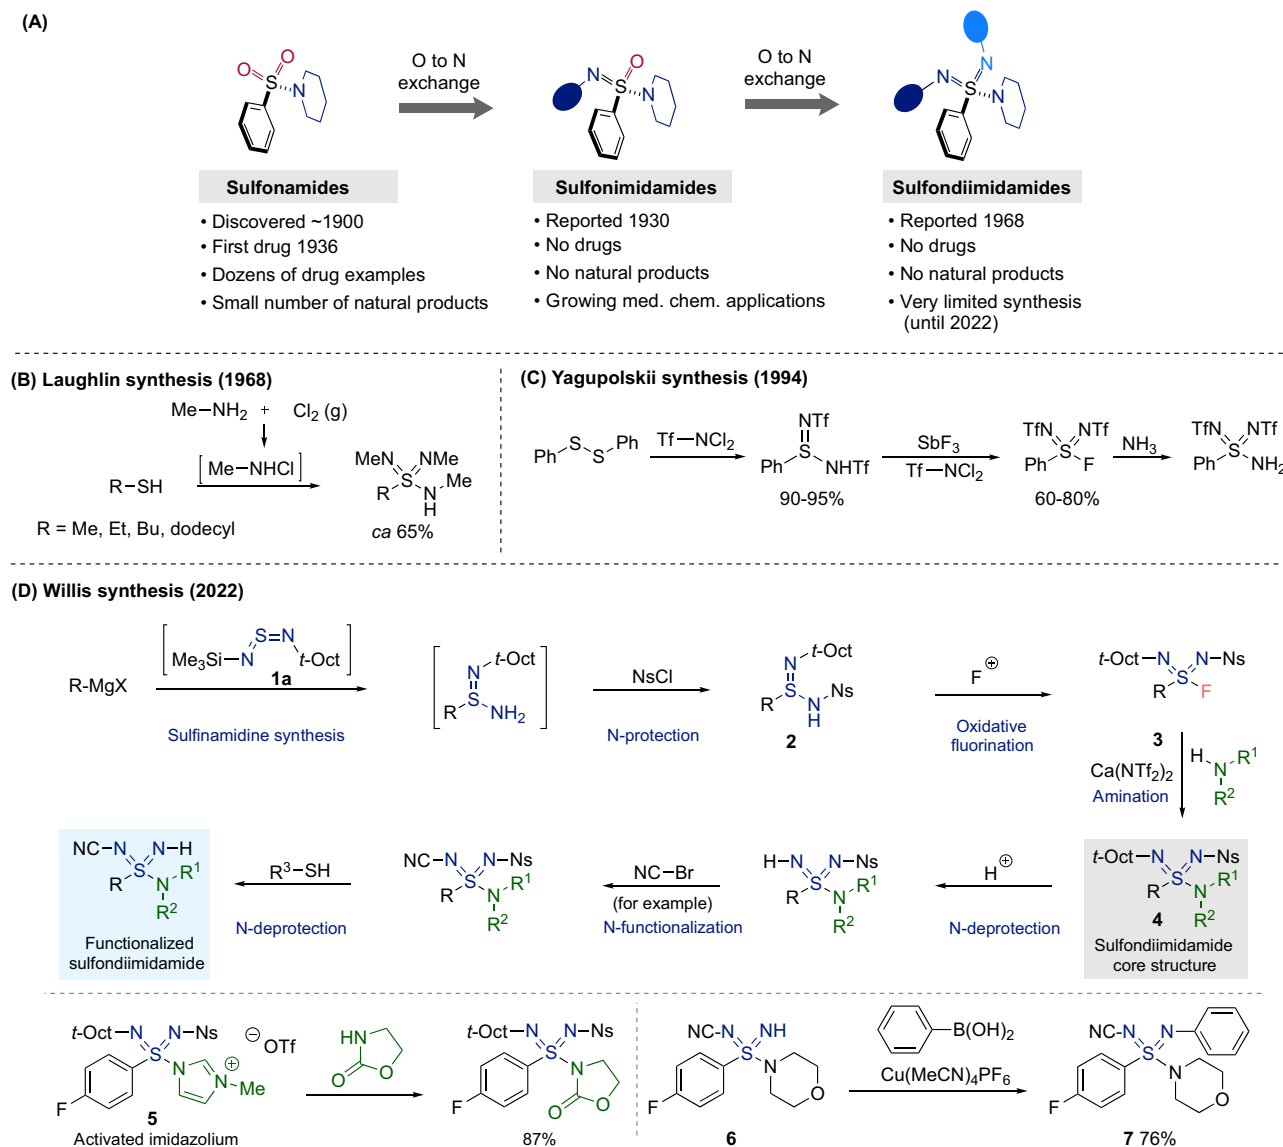 (A)
O
O
S
N
O to N
exchange
N
O
S
N
O to N
exchange
N
N
S
N
Sulfonamides
• Discovered ~1900
• First drug 1936
• Dozens of drug examples
• Small number of natural products
Sulfonimidamides
• Reported 1930
• No drugs
• No natural products
• Growing med. chem. applications
Sulfondiimidamides
• Reported 1968
• No drugs
• No natural products
• Very limited synthesis
(until 2022)
(B) Laughlin synthesis (1968)
Me–NH2 + Cl2 (g)
[Me–NHCl]
R–SH
MeN NMe
S
R N Me
H
R = Me, Et, Bu, dodecyl
ca 65%
(C) Yagupolskii synthesis (1994)
Ph S S Ph
Tf–NCl2
NTf
S
Ph NHTf
90-95%
SbF3
Tf–NCl2
TfN NTf
S
Ph F
60-80%
NH3
TfN NTf
S
Ph NH2
(D) Willis synthesis (2022)
R-MgX
Me3Si N S N t-Oct
1a
Sulfinamidine synthesis
t-Oct
N
S
R NH2
NsCl
N-protection
t-Oct
N
Ns
S
R N
H
2
F⊕
Oxidative
fluorination
t-Oct N N Ns
S
R F
3
Ca(NTf2)2
Amination
H N R1
R2
t-Oct N N Ns
S
R N R1
R2
4
Sulfondiimidamide
core structure
H⊕
N-deprotection
H N N Ns
S
R N R1
R2
NC–Br
(for example)
N-functionalization
NC N N Ns
S
R N R1
R2
R3–SH
N-deprotection
NC N N H
S
R N R1
R2
Functionalized
sulfondiimidamide
t-Oct N N Ns
S
N
⊕
N Me
F
⊖
OTf
5
Activated imidazolium
HN
O
O
t-Oct N N Ns
S
N
O
O
F
87%
NC N NH
S
N
O
F
6
B(OH)2
Cu(MeCN)4PF6
NC N N
S
N
O
F
7 76%